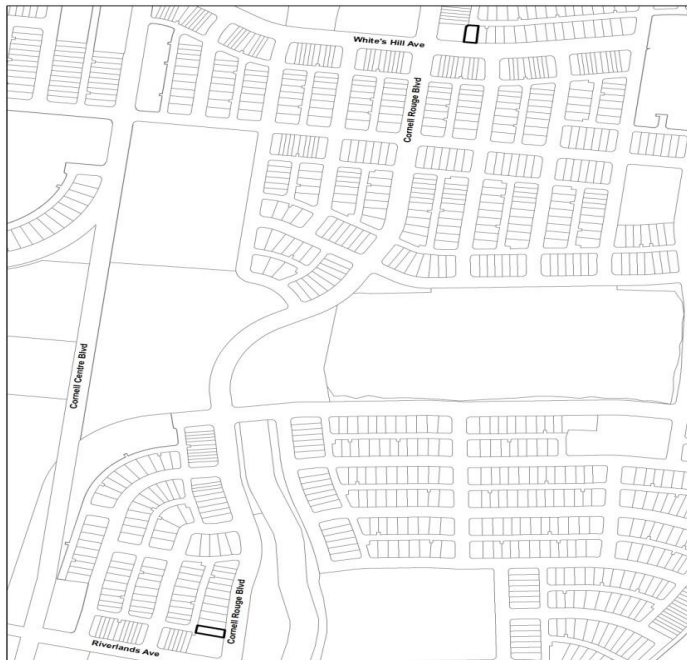 White's Hill Ave
Cornell Rouge Blvd
Cornell Centre Blvd
Cornell Rouge Blvd
Riverlands Ave